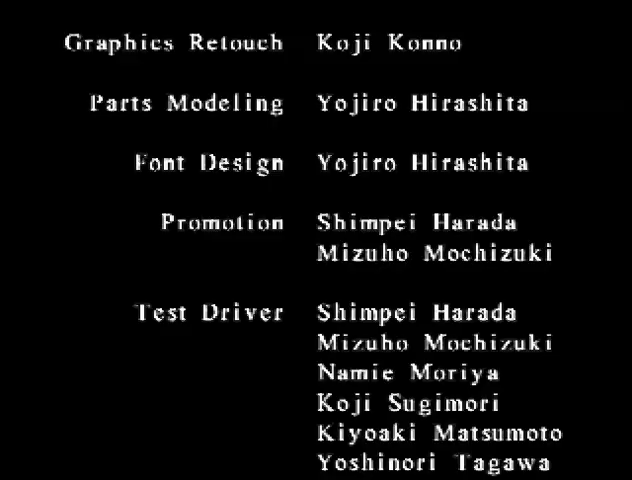 Graphics Retouch Koji Konno
Parts Modeling Yojiro Hirashita
Font Design Yojiro Hirashita
Promotion Shimpei Harada
Mizuho Mochizuki
Test Driver Shimpei Harada
Mizuho Mochizuki
Namie Moriya
Koji Sugimori
Kiyoaki Matsumoto
Yoshinori Tagawa